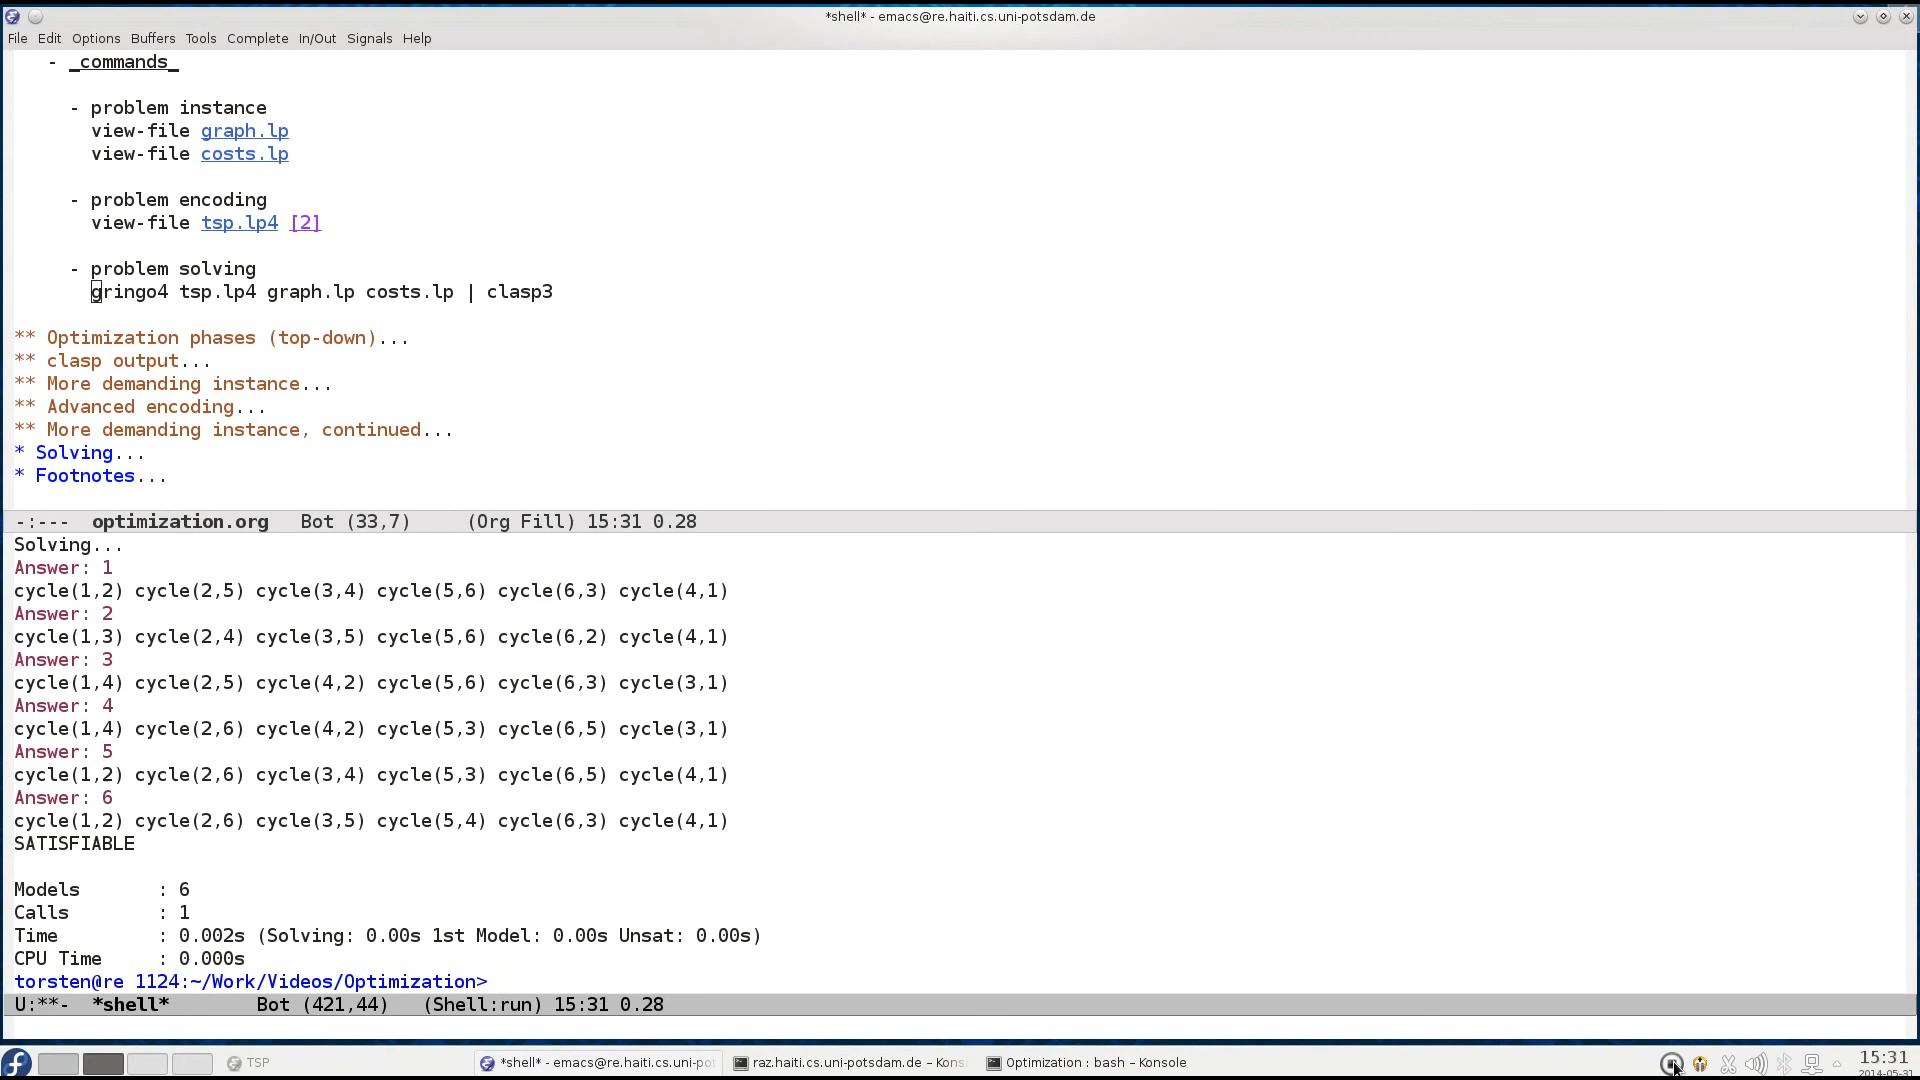 *shell* - emacs@re.haiti.cs.uni-potsdam.de
File Edit Options Buffers Tools Complete In/Out Signals Help
- _commands_
- problem instance
view-file graph.lp
view-file costs.lp
- problem encoding
view-file tsp.lp4 [2]
- problem solving
gringo4 tsp.lp4 graph.lp costs.lp | clasp3
** Optimization phases (top-down)...
** clasp output...
** More demanding instance...
** Advanced encoding...
** More demanding instance, continued...
* Solving...
* Footnotes...
-:--- optimization.org Bot (33,7) (Org Fill) 15:31 0.28
Solving...
Answer: 1
cycle(1,2) cycle(2,5) cycle(3,4) cycle(5,6) cycle(6,3) cycle(4,1)
Answer: 2
cycle(1,3) cycle(2,4) cycle(3,5) cycle(5,6) cycle(6,2) cycle(4,1)
Answer: 3
cycle(1,4) cycle(2,5) cycle(4,2) cycle(5,6) cycle(6,3) cycle(3,1)
Answer: 4
cycle(1,4) cycle(2,6) cycle(4,2) cycle(5,3) cycle(6,5) cycle(3,1)
Answer: 5
cycle(1,2) cycle(2,6) cycle(3,4) cycle(5,3) cycle(6,5) cycle(4,1)
Answer: 6
cycle(1,2) cycle(2,6) cycle(3,5) cycle(5,4) cycle(6,3) cycle(4,1)
SATISFIABLE
Models : 6
Calls : 1
Time : 0.002s (Solving: 0.00s 1st Model: 0.00s Unsat: 0.00s)
CPU Time : 0.000s
torsten@re 1124:~/Work/Videos/Optimization>
U:**- *shell* Bot (421,44) (Shell:run) 15:31 0.28
TSP *shell* - emacs@re.haiti.cs.uni-pot raz.haiti.cs.uni-potsdam.de – Kons Optimization : bash – Konsole 15:31
2014-05-31